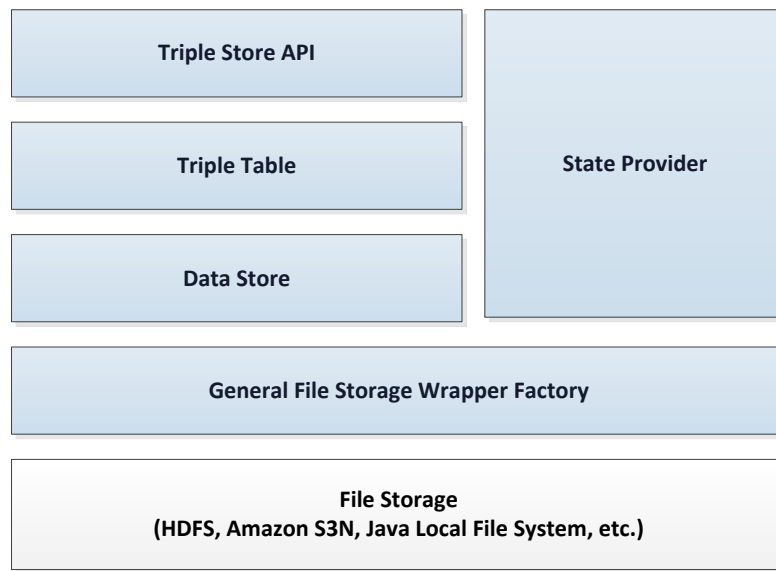 Triple Store API
Triple Table
Data Store
State Provider
General File Storage Wrapper Factory
File Storage
(HDFS, Amazon S3N, Java Local File System, etc.)